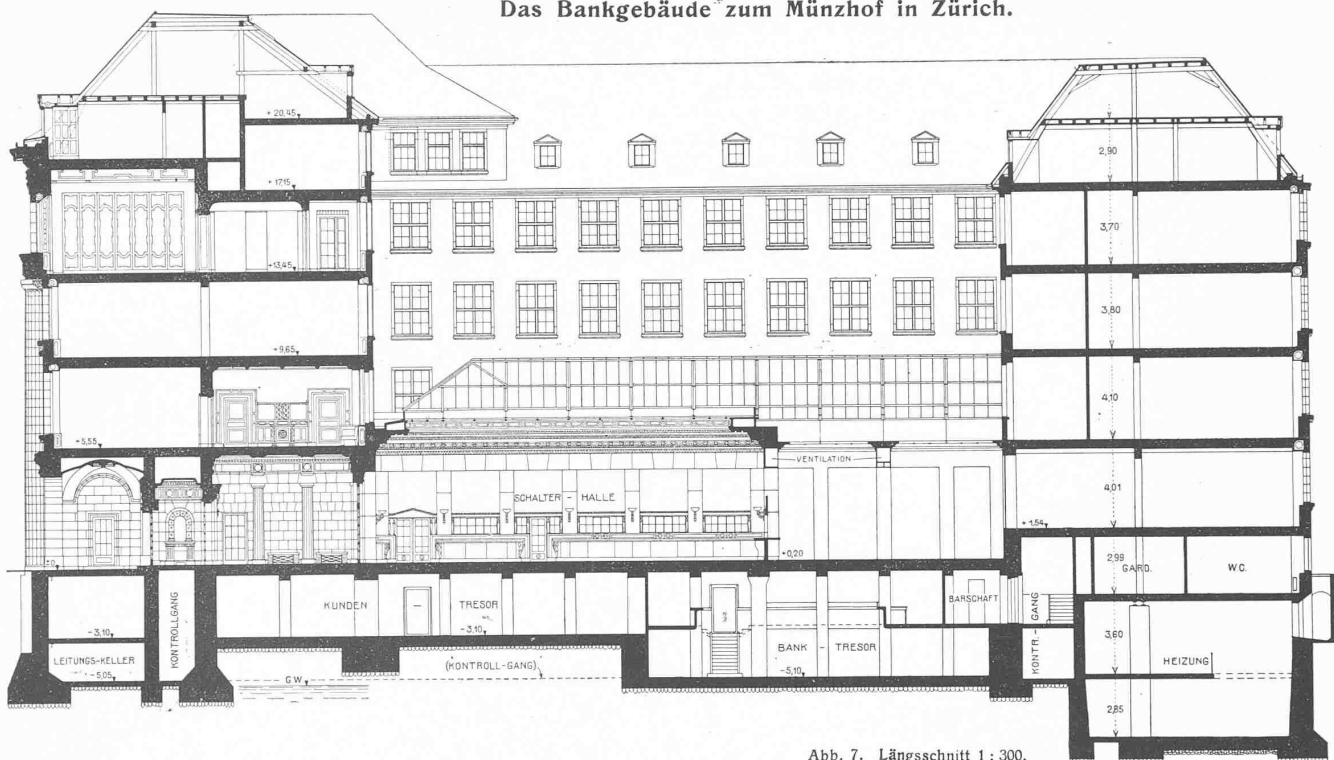 Das Bankgebäude zum Münzhof in Zürich.
+ 20,45
2,90
+ 17,15
3,70
+ 13,45
3,80
+ 9,65
4,10
+ 5,55
VENTILATION
4,01
SCHALTER - HALLE
+ 1,54
+ 0,20
± 0
2,99
GARD.
W.C.
KUNDEN TRESOR
BARSCHAFT
KONTROLLGANG
- 3,10
- 3,10
KONTR.- GANG
3,60
LEITUNGS-KELLER
(KONTROLL-GANG)
BANK - TRESOR
HEIZUNG
- 5,05
- 5,10
G.W.
2,85
Abb. 7. Längsschnitt 1 : 300.